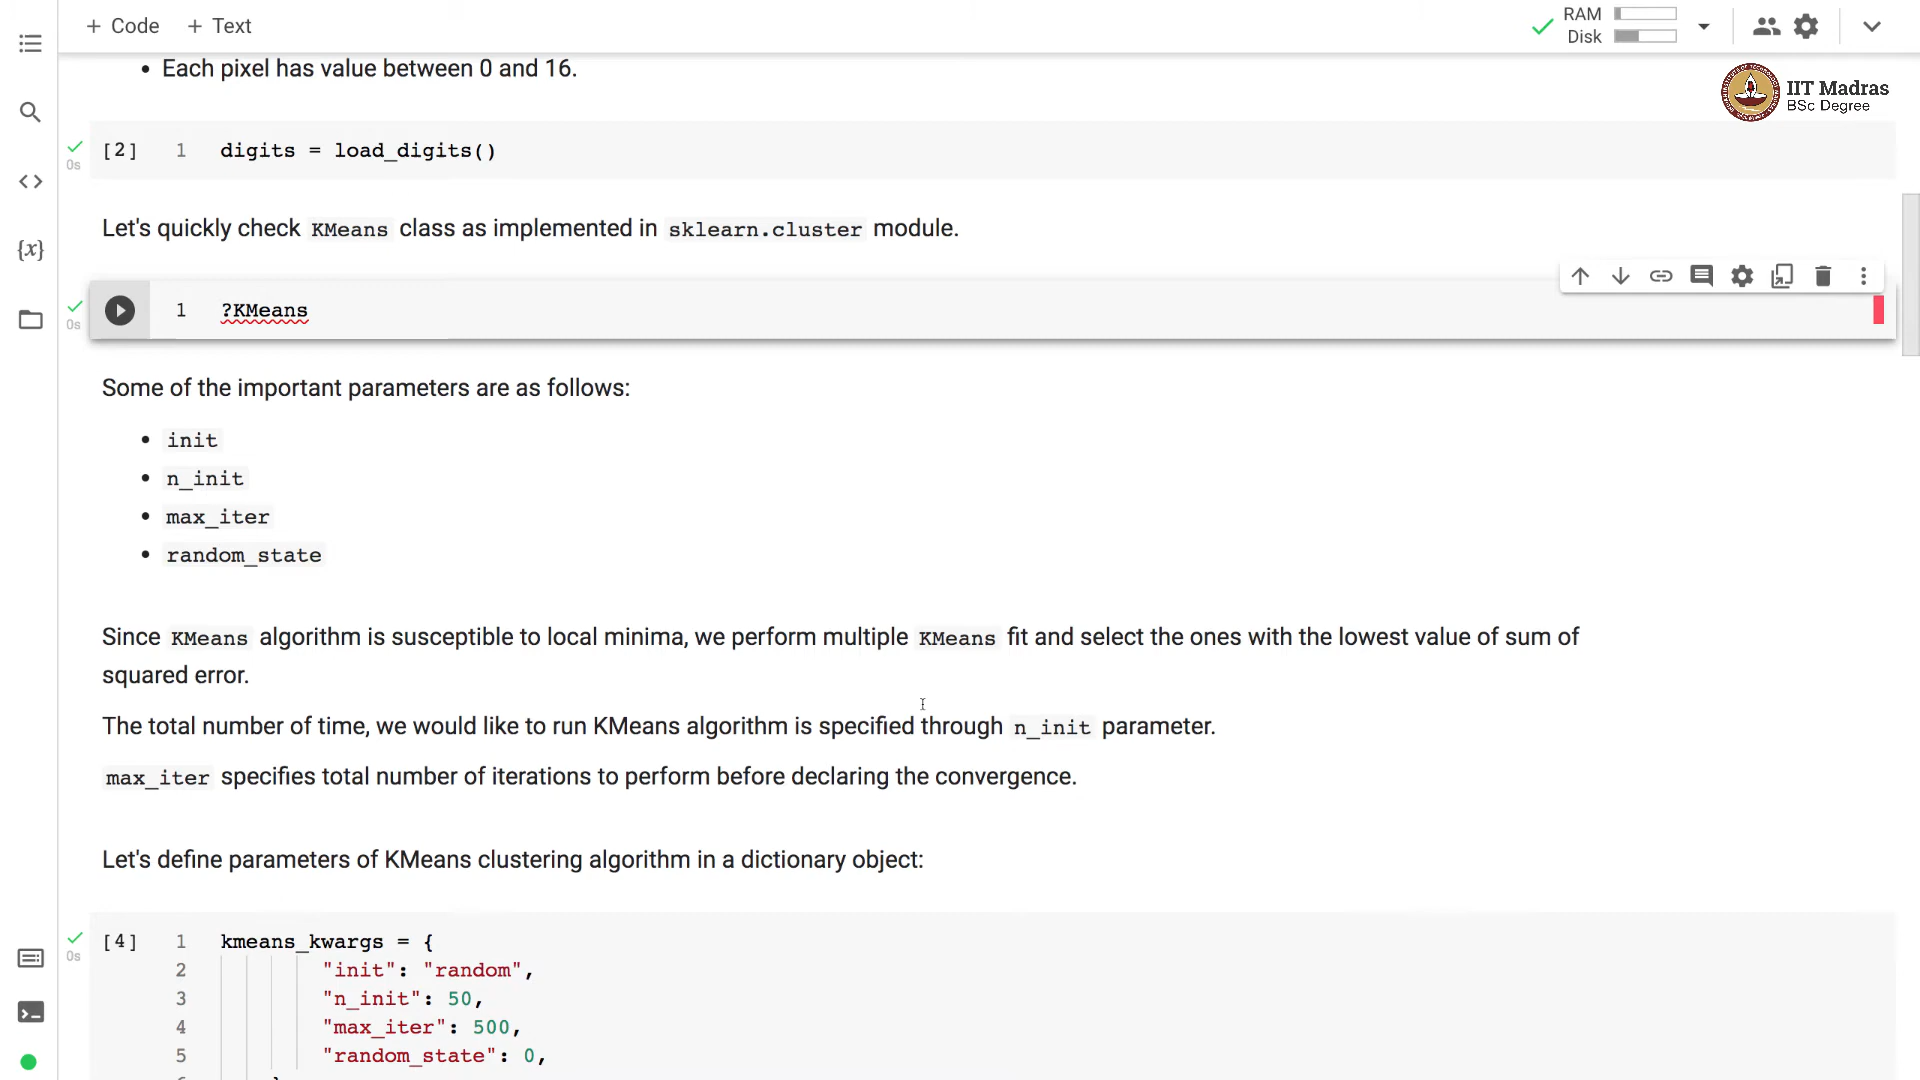 + Code + Text
RAM
Disk
Each pixel has value between 0 and 16.
IIT Madras
BSc Degree
[2] 1 digits = load_digits()
0s
Let's quickly check KMeans class as implemented in sklearn.cluster module.
{x}
1 ?KMeans
0s
Some of the important parameters are as follows:
• init
• n_init
• max_iter
• random_state
Since KMeans algorithm is susceptible to local minima, we perform multiple KMeans fit and select the ones with the lowest value of sum of
squared error.
The total number of time, we would like to run KMeans algorithm is specified through n_init parameter.
max_iter specifies total number of iterations to perform before declaring the convergence.
Let's define parameters of KMeans clustering algorithm in a dictionary object:
[4] 1 kmeans_kwargs = {
0s
2 "init": "random",
3 "n_init": 50,
4 "max_iter": 500,
5 "random_state": 0,